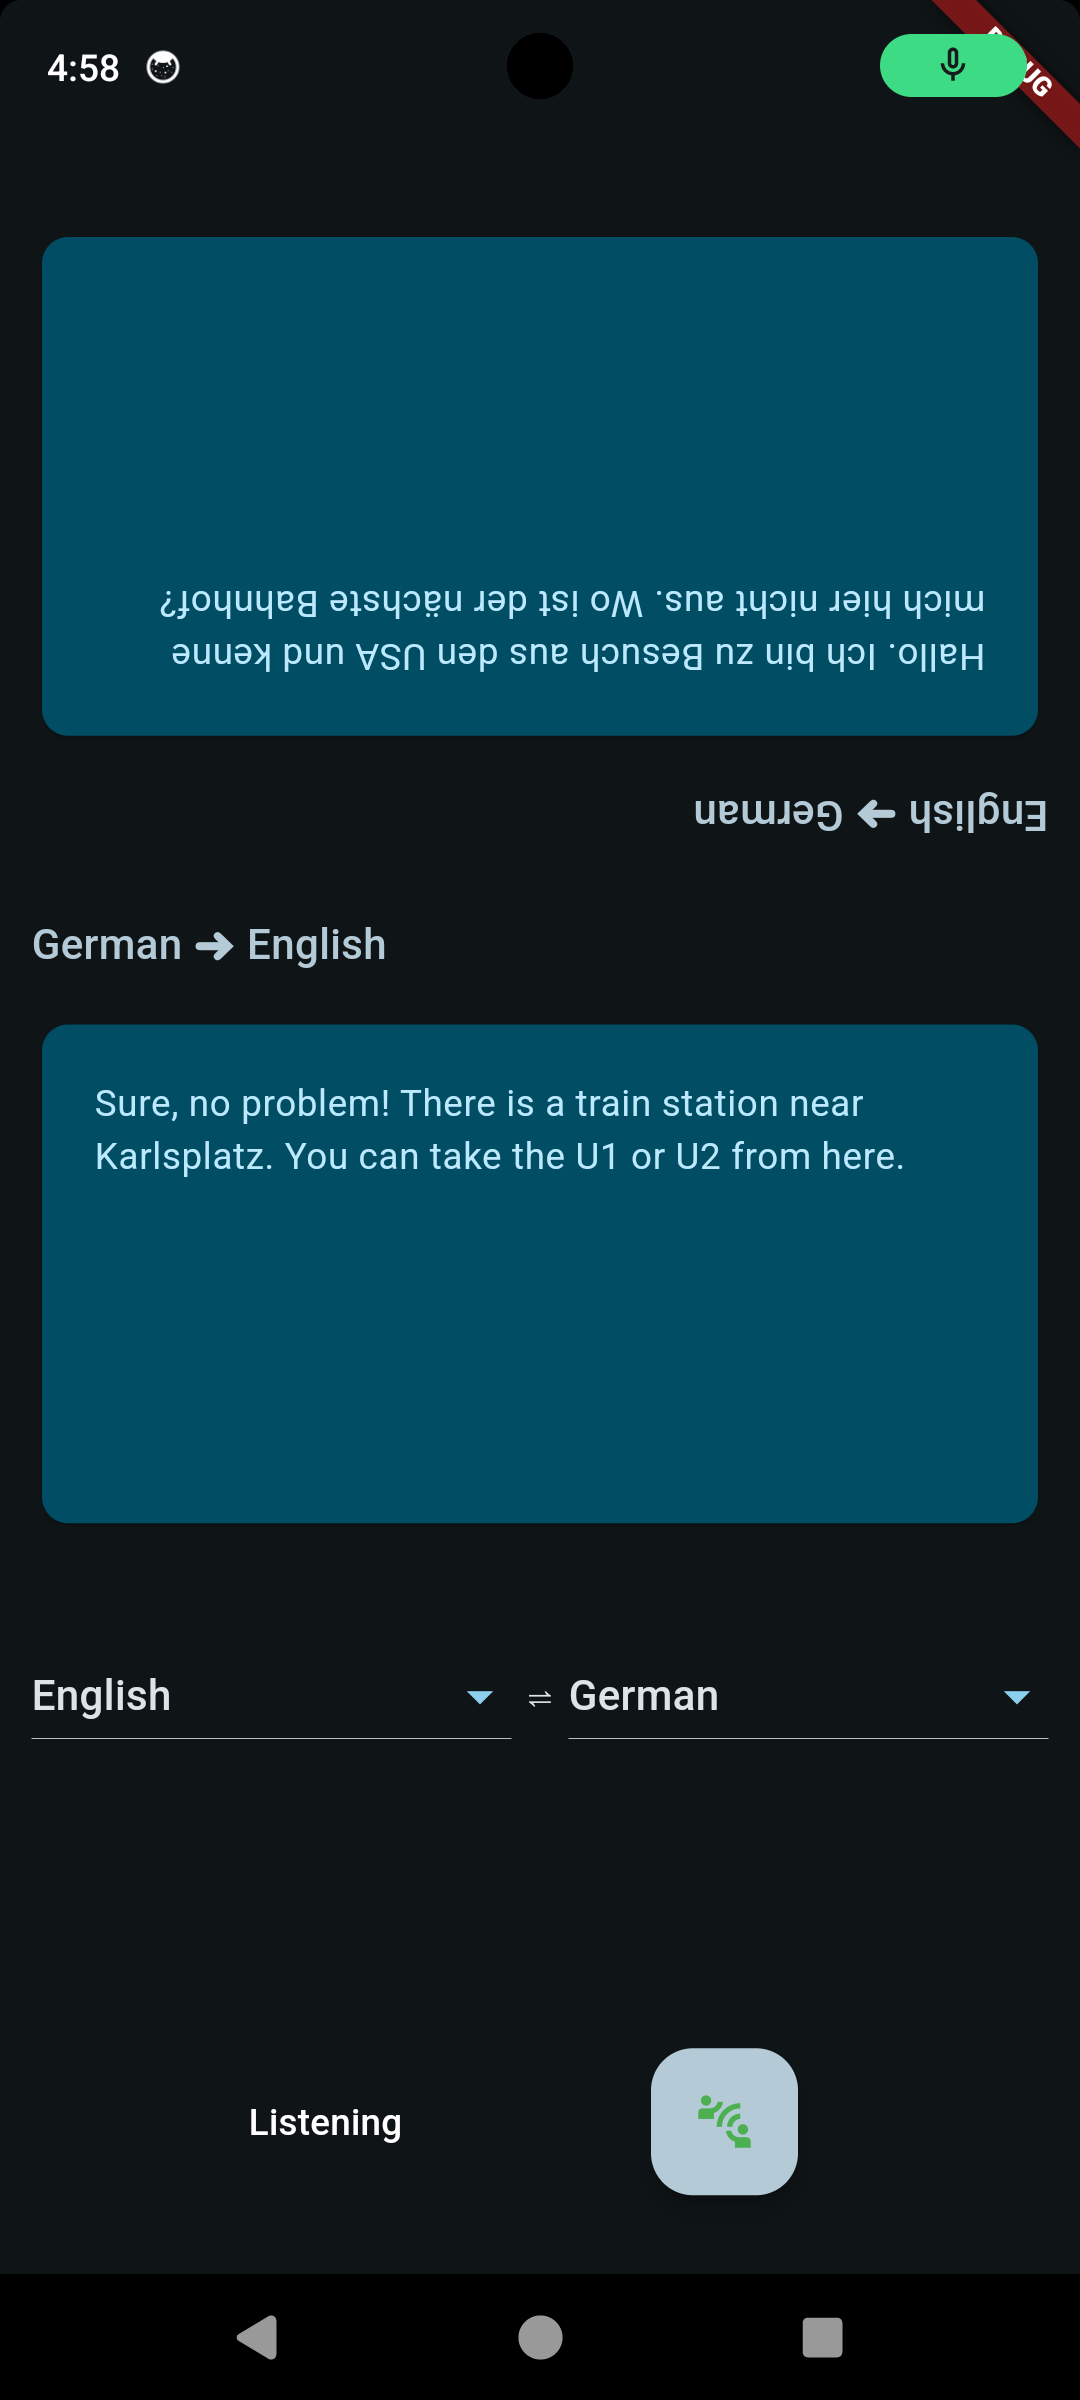 4:58
DEBUG
Hallo. Ich bin zu Besuch aus den USA und kenne
mich hier nicht aus. Wo ist der nächste Bahnhof?
English ➔ German
German ➔ English
Sure, no problem! There is a train station near
Karlsplatz. You can take the U1 or U2 from here.
English ⇌ German
Listening